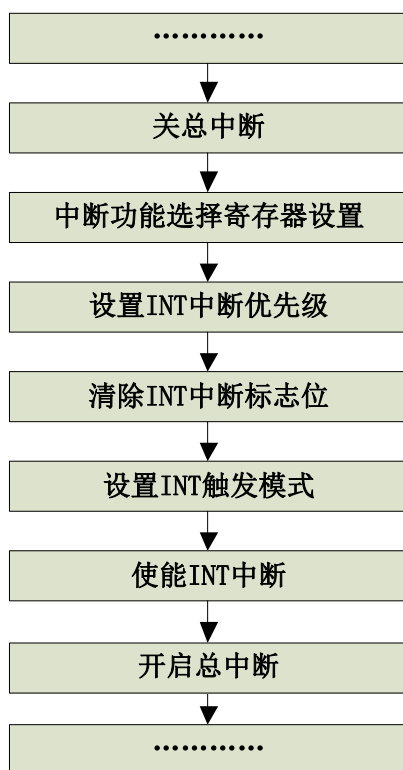 …………
关总中断
中断功能选择寄存器设置
设置INT中断优先级
清除INT中断标志位
设置INT触发模式
使能INT中断
开启总中断
…………